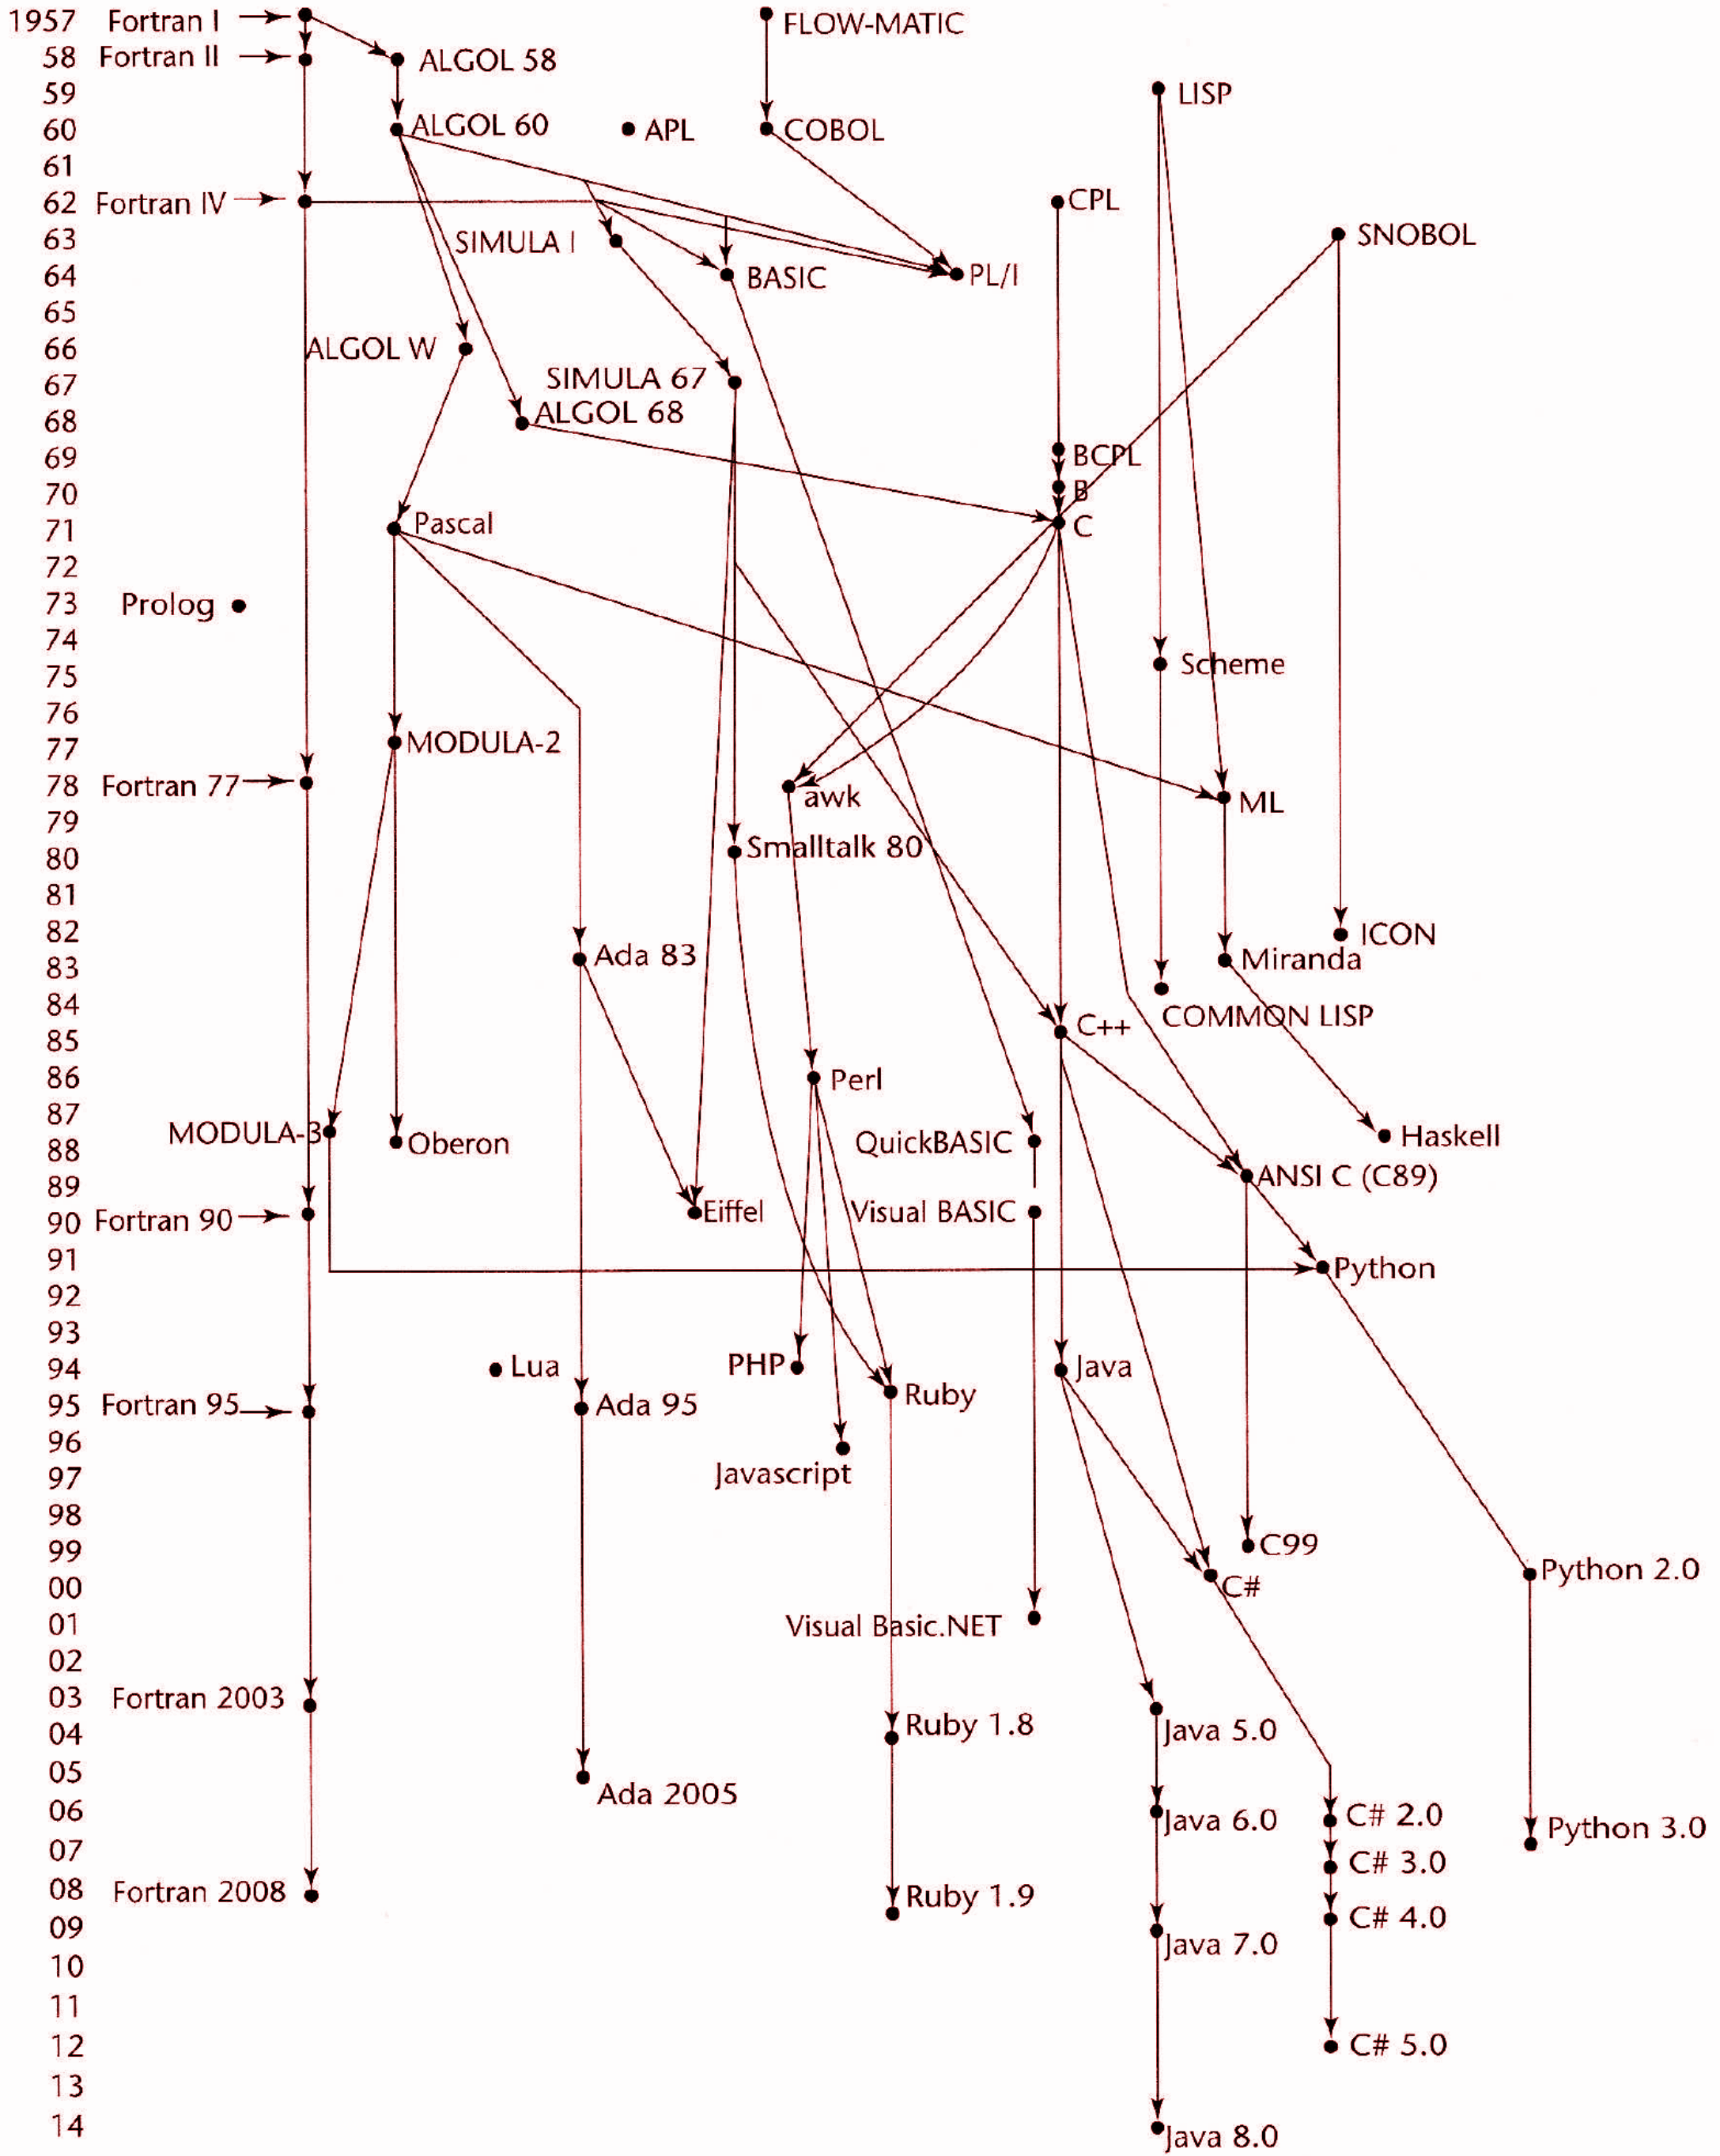 1957 Fortran I FLOW-MATIC
58 Fortran II ALGOL 58
59 LISP
60 ALGOL 60 APL COBOL
61
62 Fortran IV CPL
63 SIMULA I SNOBOL
64 BASIC PL/I
65
66 ALGOL W
67 SIMULA 67
68 ALGOL 68
69 BCPL
70 B
71 Pascal C
72
73 Prolog
74
75 Scheme
76
77 MODULA-2
78 Fortran 77 awk ML
79
80 Smalltalk 80
81
82 ICON
83 Ada 83 Miranda
84 COMMON LISP
85 C++
86 Perl
87 MODULA-3 Haskell
88 Oberon QuickBASIC
89 ANSI C (C89)
90 Fortran 90 Eiffel Visual BASIC
91 Python
92
93
94 Lua PHP Java
95 Fortran 95 Ada 95 Ruby
96
97 Javascript
98
99 C99
00 C# Python 2.0
01 Visual Basic.NET
02
03 Fortran 2003
04 Ruby 1.8 Java 5.0
05 Ada 2005
06 Java 6.0 C# 2.0 Python 3.0
07 C# 3.0
08 Fortran 2008 Ruby 1.9
09 C# 4.0
10 Java 7.0
11
12 C# 5.0
13
14 Java 8.0